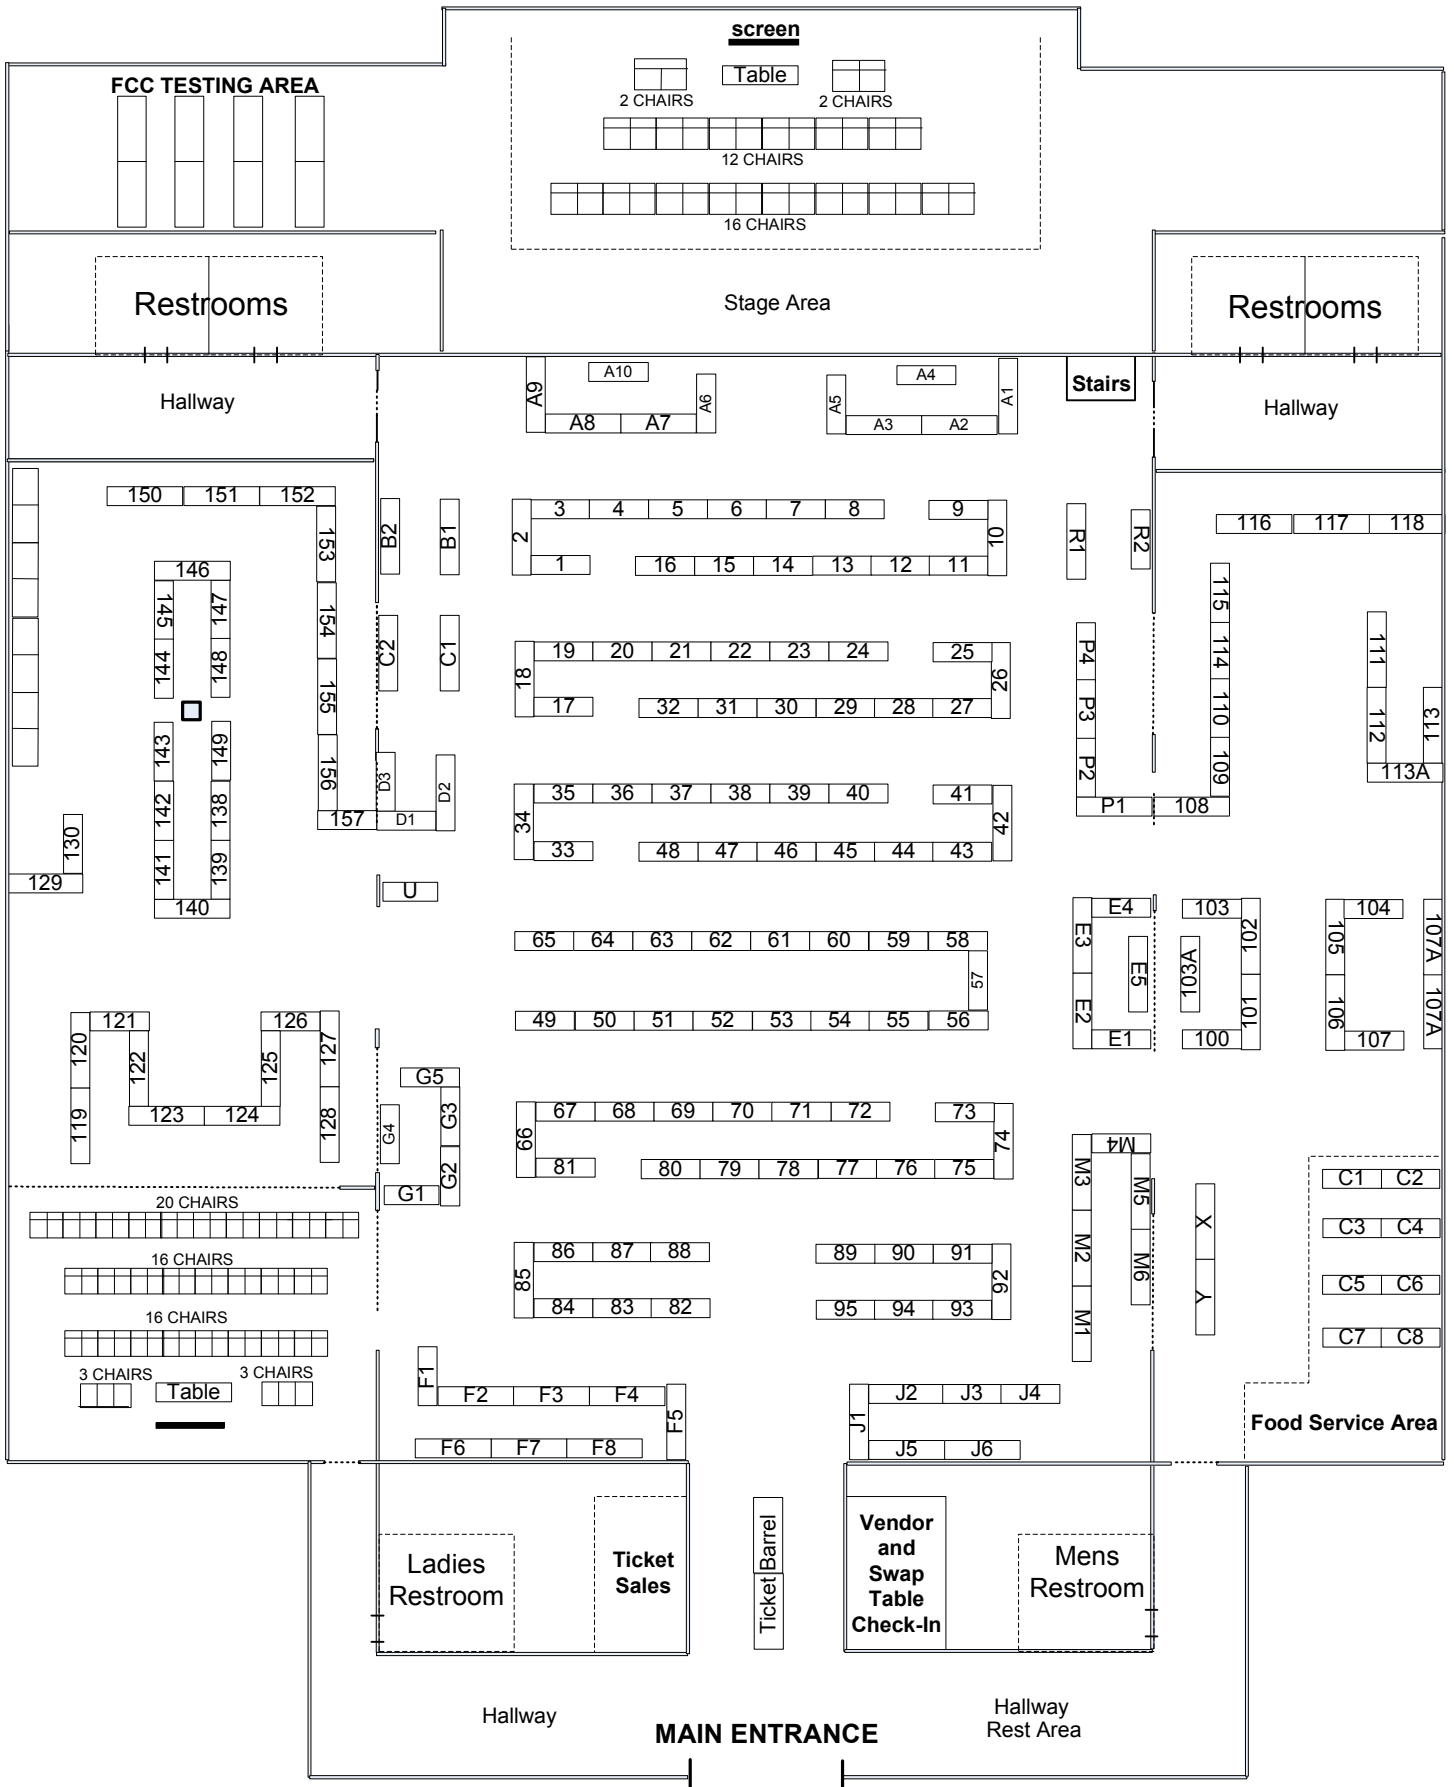 screen
FCC TESTING AREA
Table
2 CHAIRS
2 CHAIRS
12 CHAIRS
16 CHAIRS
Restrooms
Stage Area
Restrooms
Hallway
A9
A10
A8
A7
A6
A5
A4
A3
A2
A1
Stairs
Hallway
150 151 152
153
154
155
156
157
146
145
147
144
148
143
149
142
138
141
139
140
130
129
B2
B1
C2
C1
D3
D2
D1
U
2
3 4 5 6 7 8 9
10
1
16 15 14 13 12 11
18
19 20 21 22 23 24 25
26
17
32 31 30 29 28 27
34
35 36 37 38 39 40 41
42
33
48 47 46 45 44 43
65 64 63 62 61 60 59 58
57
49 50 51 52 53 54 55 56
R1
R2
P4
P3
P2
P1
108
116 117 118
115
114
110
109
111
112
113
113A
E4
E3
E5
E2
E1
103
102
103A
101
100
104
105
106
107
107A
107A
121
120
122
119
123 124
125
126
127
128
G5
G3
G4
G2
G1
66
67 68 69 70 71 72 73
74
81
80 79 78 77 76 75
85
86 87 88
84 83 82
89 90 91
92
95 94 93
M4
M3
M5
M2
M6
M1
X
Y
C1 C2
C3 C4
C5 C6
C7 C8
Food Service Area
20 CHAIRS
16 CHAIRS
16 CHAIRS
3 CHAIRS
3 CHAIRS
Table
F1
F2 F3 F4
F5
F6 F7 F8
J1
J2 J3 J4
J5 J6
Ladies
Restroom
Ticket
Sales
Ticket Barrel
Vendor
and
Swap
Table
Check-In
Mens
Restroom
Hallway
Hallway
Rest Area
MAIN ENTRANCE